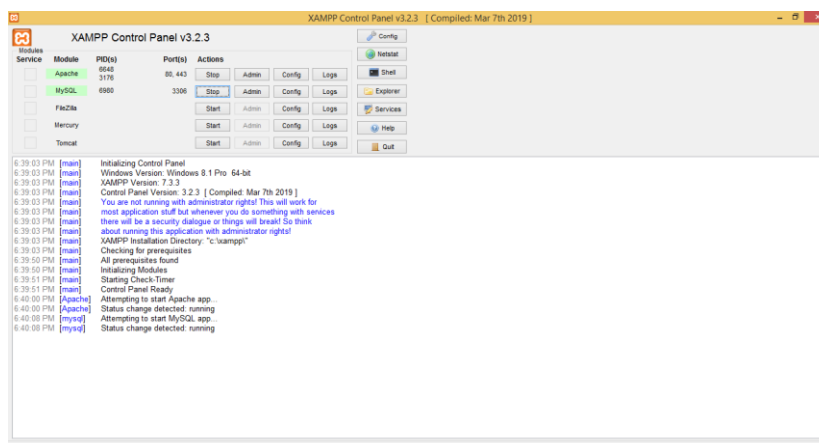 XAMPP Control Panel v3.2.3 [ Compiled: Mar 7th 2019 ]
XAMPP Control Panel v3.2.3
Config
Modules
Service Module PID(s) Port(s) Actions
Netstat
Apache 6648 3176 80, 443 Stop Admin Config Logs
Shell
MySQL 6980 3306 Stop Admin Config Logs
Explorer
FileZilla Start Admin Config Logs
Services
Mercury Start Admin Config Logs
Help
Tomcat Start Admin Config Logs
Quit
6:39:03 PM [main] Initializing Control Panel
6:39:03 PM [main] Windows Version: Windows 8.1 Pro 64-bit
6:39:03 PM [main] XAMPP Version: 7.3.3
6:39:03 PM [main] Control Panel Version: 3.2.3 [ Compiled: Mar 7th 2019 ]
6:39:03 PM [main] You are not running with administrator rights! This will work for
6:39:03 PM [main] most application stuff but whenever you do something with services
6:39:03 PM [main] there will be a security dialogue or things will break! So think
6:39:03 PM [main] about running this application with administrator rights!
6:39:03 PM [main] XAMPP Installation Directory: "c:\xampp\"
6:39:03 PM [main] Checking for prerequisites
6:39:50 PM [main] All prerequisites found
6:39:50 PM [main] Initializing Modules
6:39:51 PM [main] Starting Check-Timer
6:39:51 PM [main] Control Panel Ready
6:40:00 PM [Apache] Attempting to start Apache app...
6:40:00 PM [Apache] Status change detected: running
6:40:08 PM [mysql] Attempting to start MySQL app...
6:40:08 PM [mysql] Status change detected: running